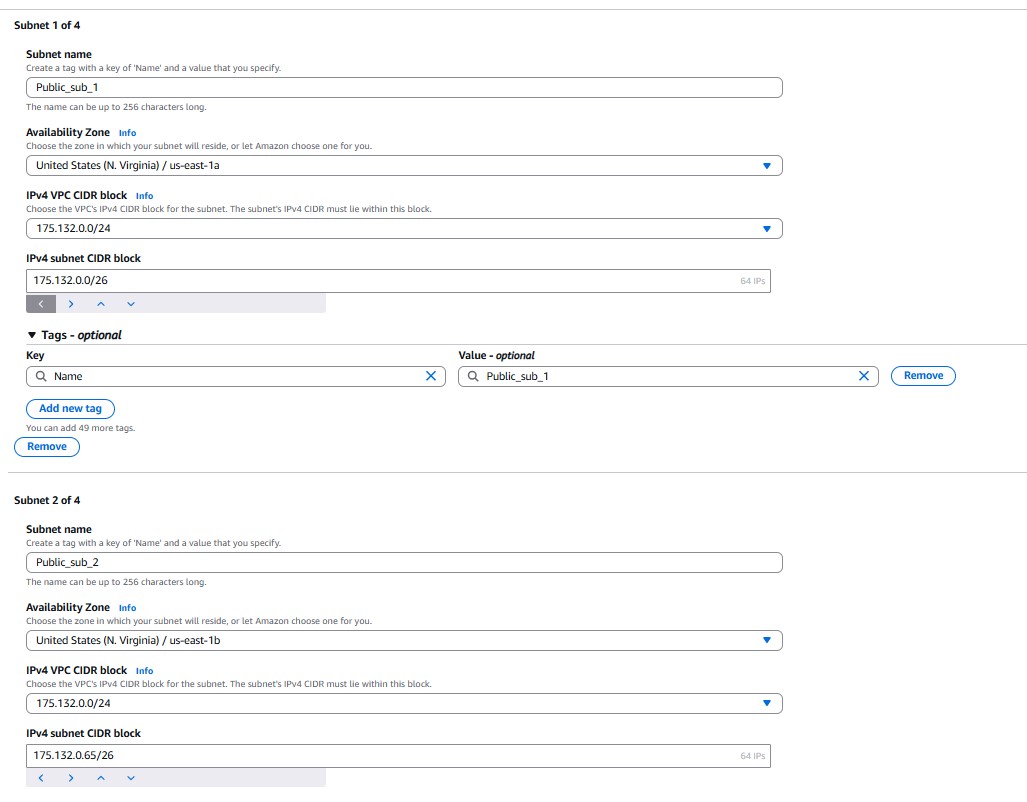 Subnet 1 of 4
Subnet name
Create a tag with a key of 'Name' and a value that you specify.
Public_sub_1
The name can be up to 256 characters long.
Availability Zone Info
Choose the zone in which your subnet will reside, or let Amazon choose one for you.
United States (N. Virginia) / us-east-1a
IPv4 VPC CIDR block Info
Choose the VPC's IPv4 CIDR block for the subnet. The subnet's IPv4 CIDR must lie within this block.
175.132.0.0/24
IPv4 subnet CIDR block
175.132.0.0/26 64 IPs
Tags - optional
Key Value - optional
Name Public_sub_1 Remove
Add new tag
You can add 49 more tags.
Remove
Subnet 2 of 4
Subnet name
Create a tag with a key of 'Name' and a value that you specify.
Public_sub_2
The name can be up to 256 characters long.
Availability Zone Info
Choose the zone in which your subnet will reside, or let Amazon choose one for you.
United States (N. Virginia) / us-east-1b
IPv4 VPC CIDR block Info
Choose the VPC's IPv4 CIDR block for the subnet. The subnet's IPv4 CIDR must lie within this block.
175.132.0.0/24
IPv4 subnet CIDR block
175.132.0.65/26 64 IPs